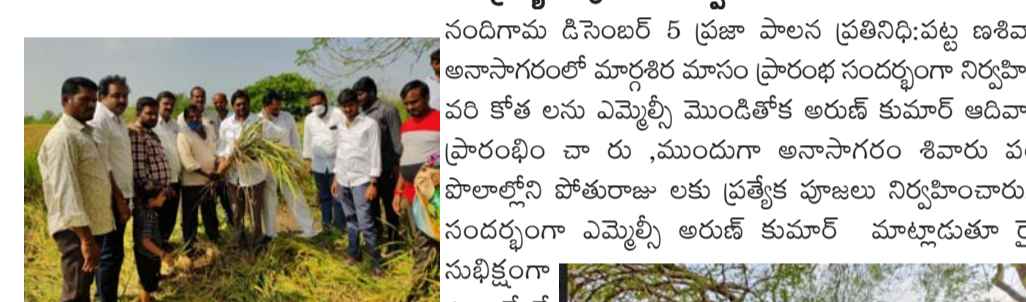 నందిగామ డిసెంబర్ 5 ప్రజా పాలన ప్రతినిధి:పట్ట ణశివా
అనాసాగరంలో మార్గశిర మాసం ప్రారంభ సందర్భంగా నిర్వహి
వరి కోత లను ఎమ్మెల్సీ మొండితోక అరుణ్ కుమార్ ఆదివా
ప్రారంభిం చా రు ,ముందుగా అనాసాగరం శివారు
పొలాల్లోని పోతురాజు లకు ప్రత్యేక పూజలు నిర్వహించారు
సందర్భంగా ఎమ్మెల్సీ అరుణ్ కుమార్ మాట్లాడుతూ రై
సుభిక్షంగా